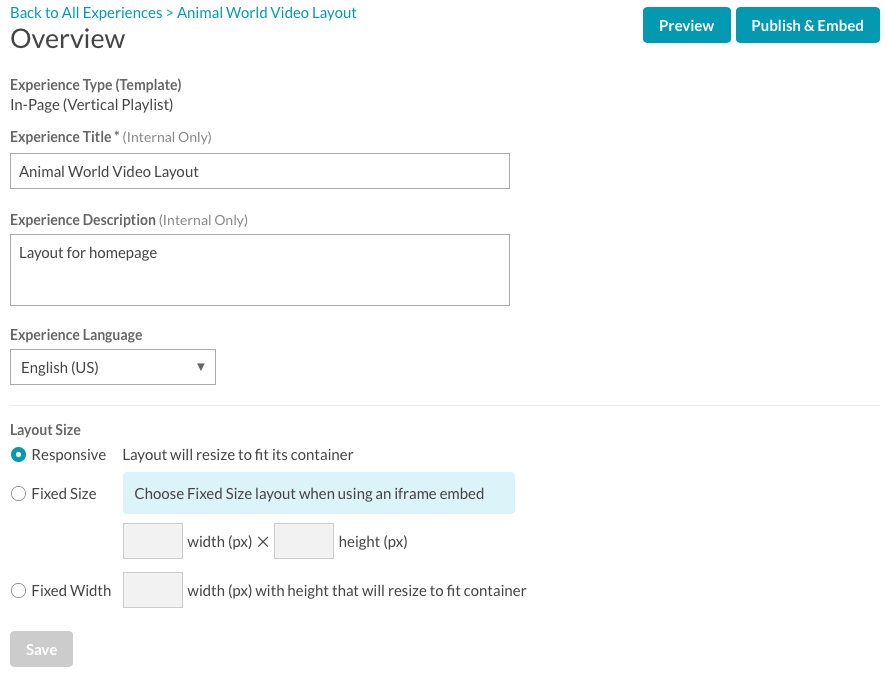 Back to All Experiences > Animal World Video Layout
Overview
Preview
Publish & Embed
Experience Type (Template)
In-Page (Vertical Playlist)
Experience Title * (Internal Only)
Animal World Video Layout
Experience Description (Internal Only)
Layout for homepage
Experience Language
English (US)
Layout Size
Responsive Layout will resize to fit its container
Fixed Size Choose Fixed Size layout when using an iframe embed
width (px) × height (px)
Fixed Width width (px) with height that will resize to fit container
Save